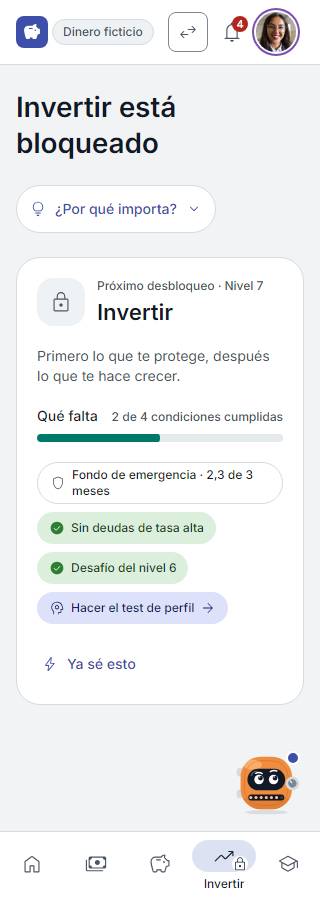 Dinero ficticio
4
Invertir está
bloqueado
¿Por qué importa?
Próximo desbloqueo · Nivel 7
Invertir
Primero lo que te protege, después
lo que te hace crecer.
Qué falta 2 de 4 condiciones cumplidas
Fondo de emergencia · 2,3 de 3
meses
Sin deudas de tasa alta
Desafío del nivel 6
Hacer el test de perfil
Ya sé esto
Invertir